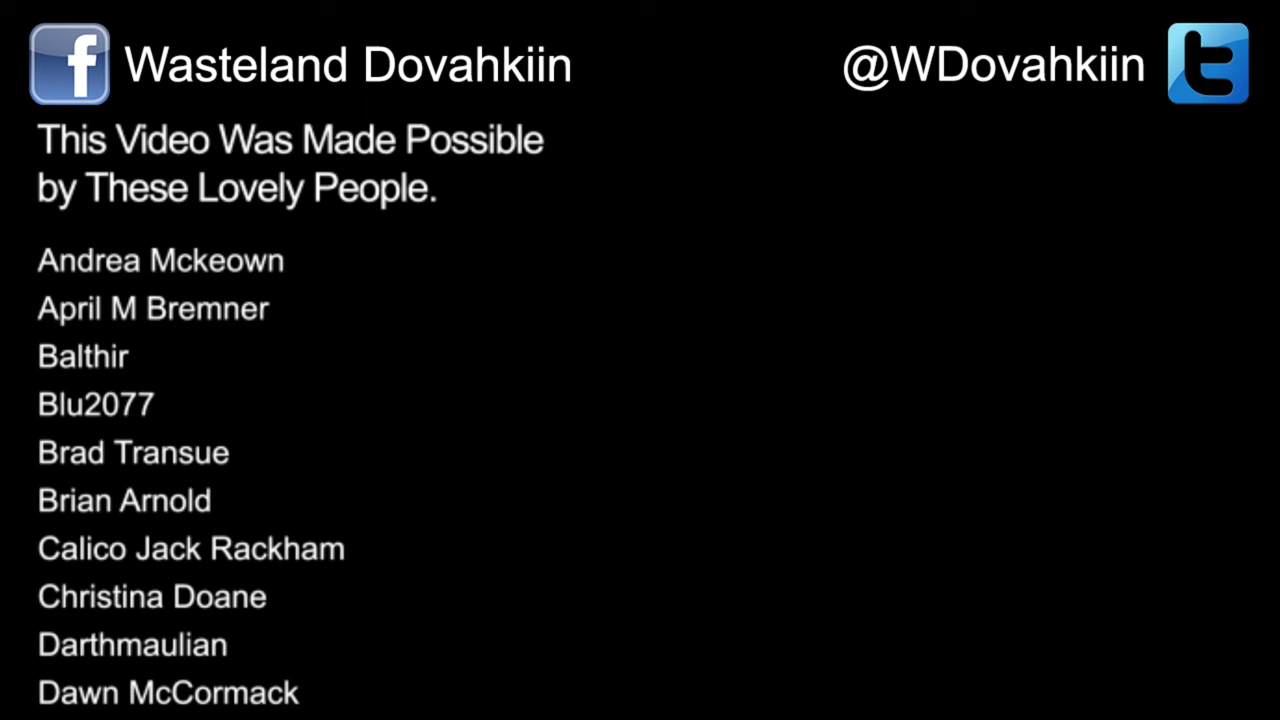 Wasteland Dovahkiin
@WDovahkiin
This Video Was Made Possible
by These Lovely People.
Andrea Mckeown
April M Bremner
Balthir
Blu2077
Brad Transue
Brian Arnold
Calico Jack Rackham
Christina Doane
Darthmaulian
Dawn McCormack